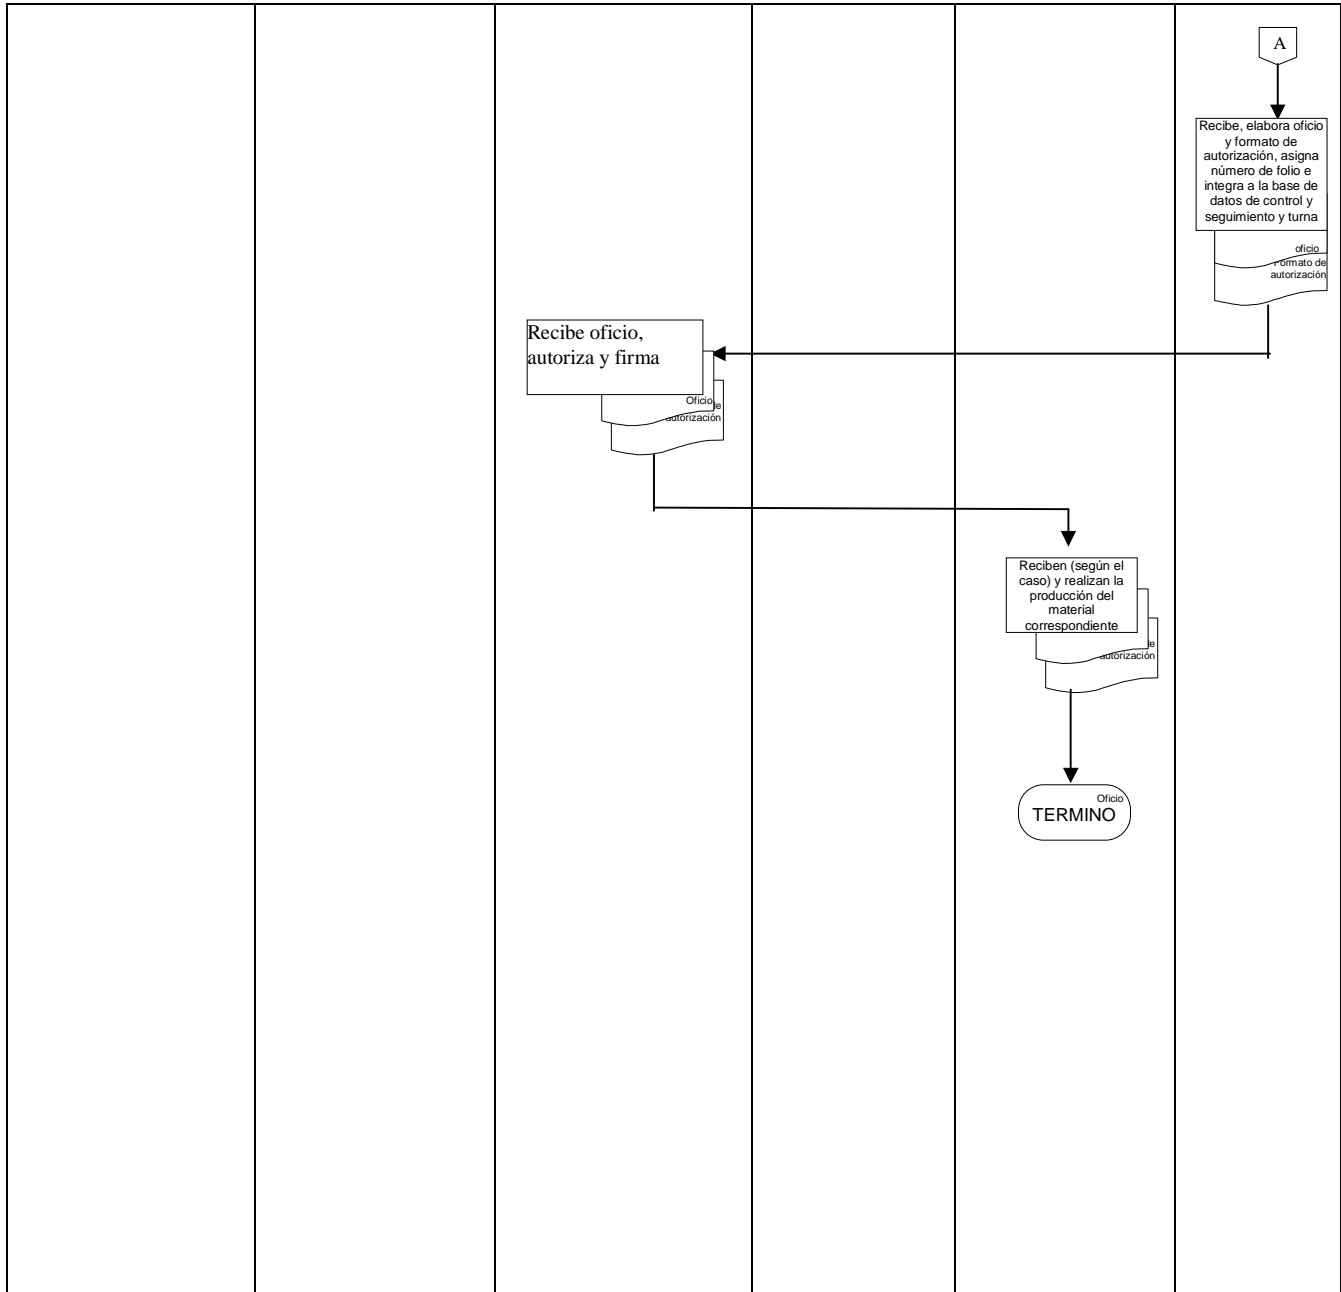 A
Recibe, elabora oficio
y formato de
autorización, asigna
número de folio e
integra a la base de
datos de control y
seguimiento y turna
oficio
Formato de
autorización
Recibe oficio,
autoriza y firma
Oficio
de
autorización
Reciben (según el
caso) y realizan la
producción del
material
correspondiente
autorización
Oficio
TERMINO